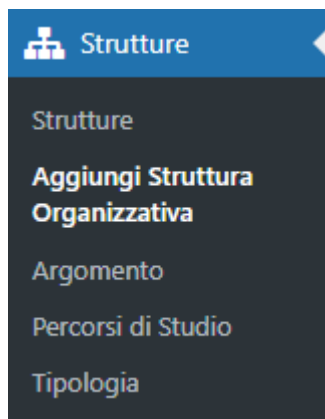 Strutture
Strutture
Aggiungi Struttura
Organizzativa
Argomento
Percorsi di Studio
Tipologia